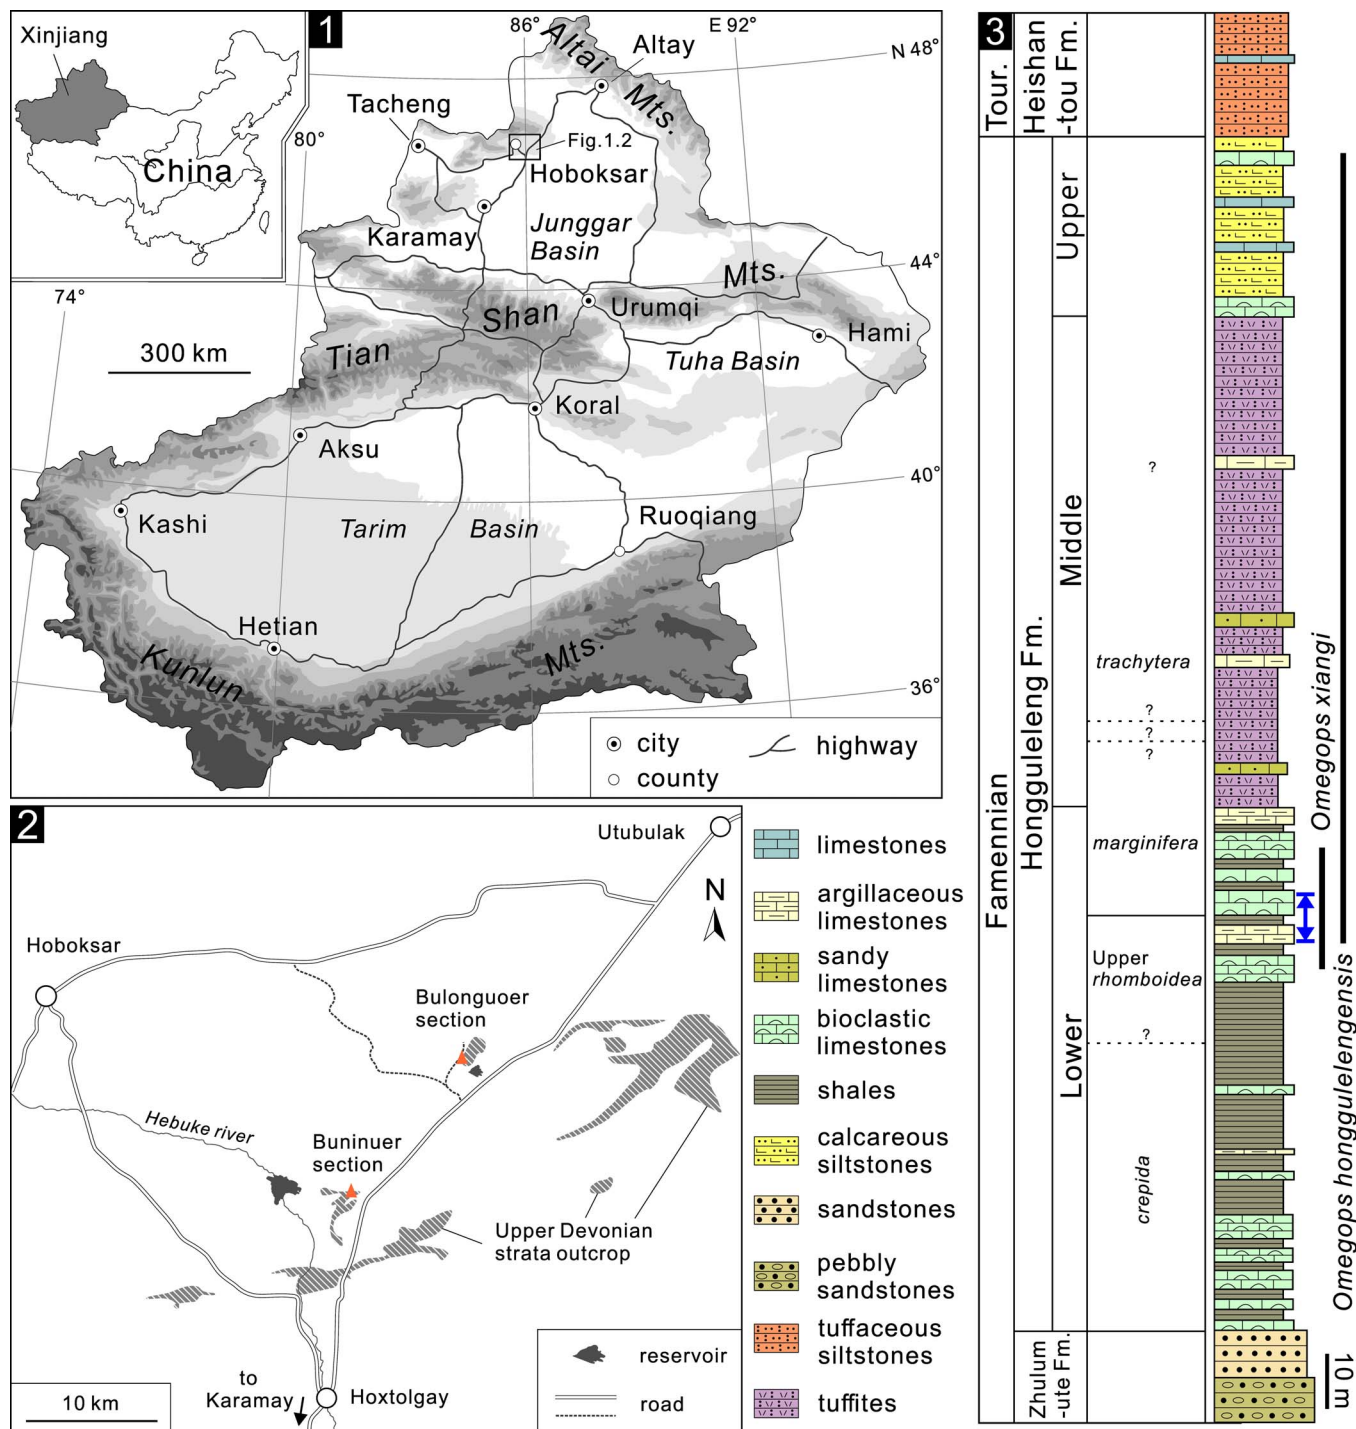 Xinjiang
China
1
86°
E 92°
N 48°
Altai
Mts.
Altay
Tacheng
80°
Fig.1.2
Hoboksar
Karamay
Junggar
Basin
74°
44°
Mts.
Shan
Urumqi
Hami
300 km
Tian
Tuha Basin
Koral
Aksu
40°
Kashi
Tarim
Basin
Ruoqiang
Hetian
Kunlun
Mts.
36°
city
highway
county
2
Utubulak
N
Hoboksar
Bulonguoer
section
Hebuke river
Buninuer
section
Upper Devonian
strata outcrop
to
Karamay
Hoxtolgay
10 km
reservoir
road
limestones
argillaceous
limestones
sandy
limestones
bioclastic
limestones
shales
calcareous
siltstones
sandstones
pebbly
sandstones
tuffaceous
siltstones
tuffites
3
Tour.
Heishan
-tou Fm.
Famennian
Hongguleleng Fm.
Upper
Middle
Lower
Zhulum
-ute Fm.
?
trachytera
?
?
?
marginifera
Upper
rhomboidea
?
crepida
Omegops xiangi
Omegops honggulelengensis
10 m